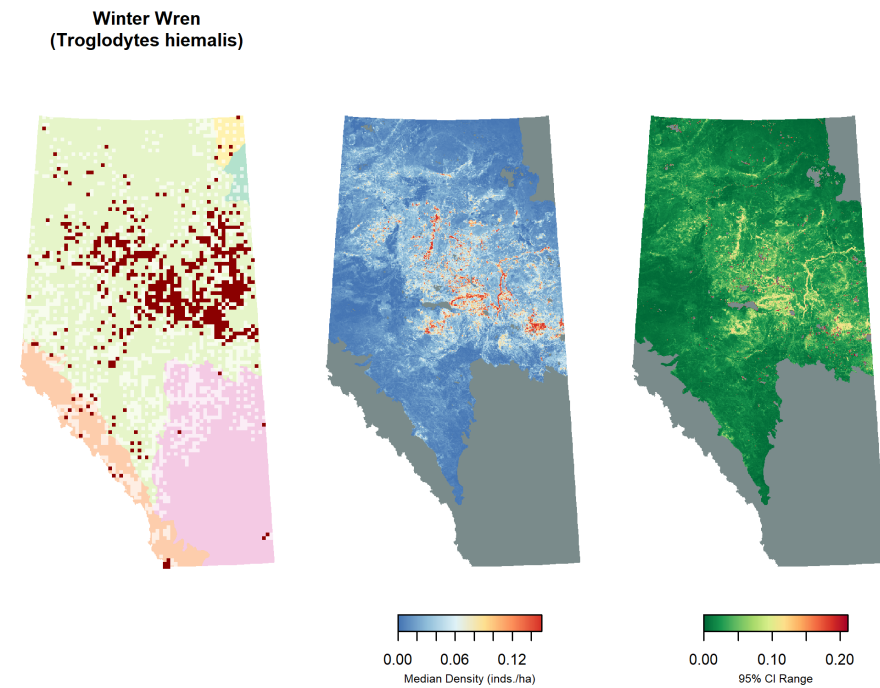 Winter Wren
(Troglodytes hiemalis)
0.00 0.06 0.12
Median Density (inds./ha)
0.00 0.10 0.20
95% CI Range